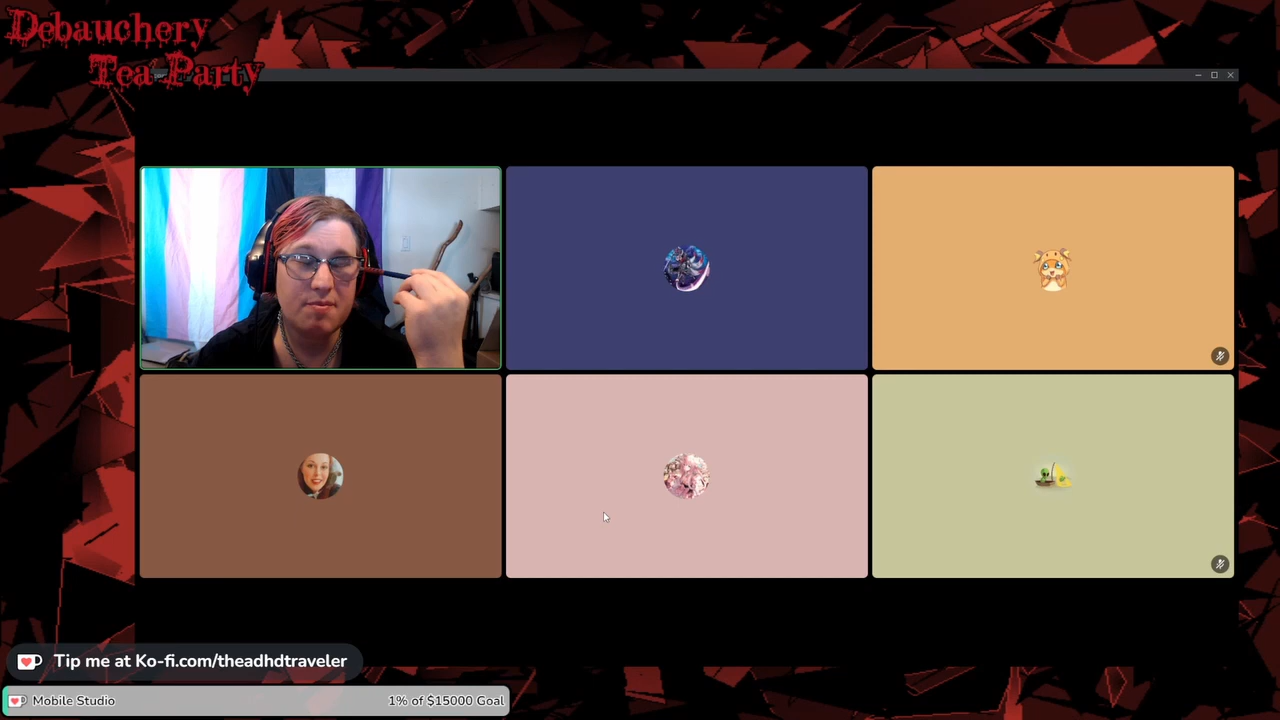 Debauchery
Tea Party
Tip me at Ko-fi.com/theadhdtraveler
Mobile Studio 1% of $15000 Goal